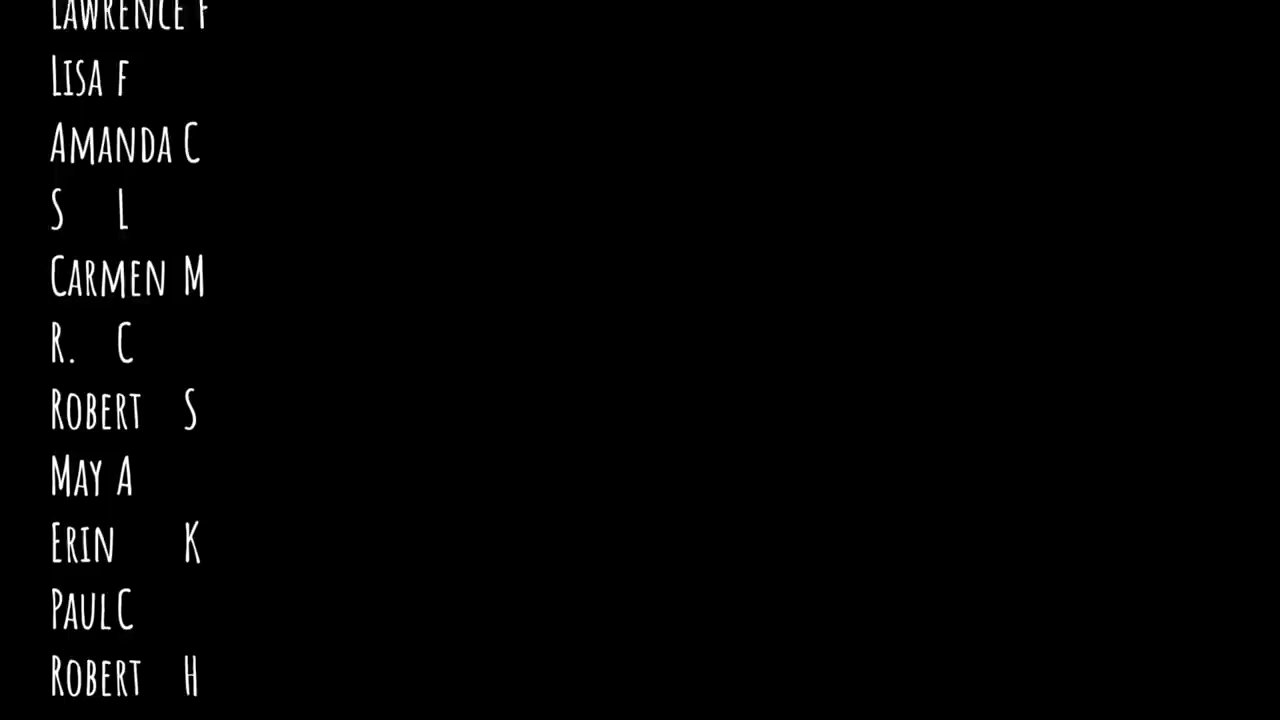 Lawrence F
Lisa F
Amanda C
S L
Carmen M
R. C
Robert S
May A
Erin K
Paul C
Robert H